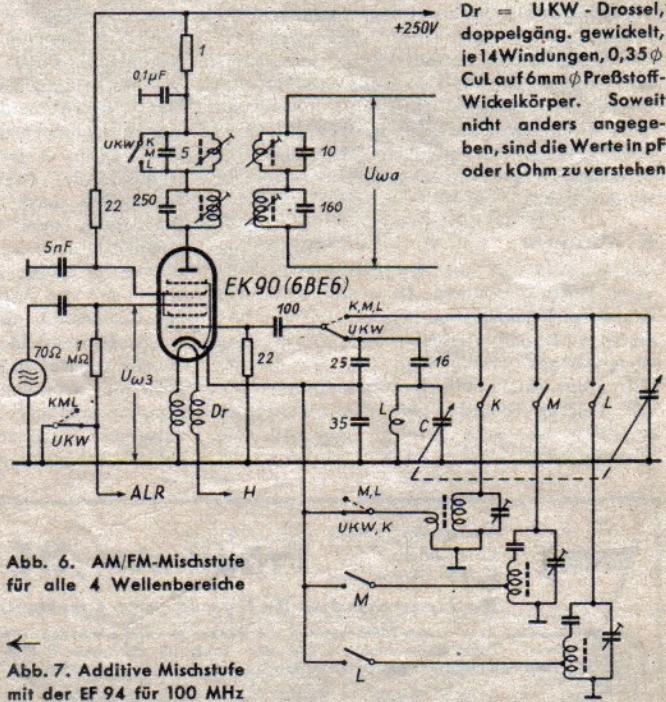 +250V
Dr = UKW - Drossel,
doppelgäng. gewickelt,
je 14 Windungen, 0,35 ϕ
CuL auf 6mm ϕ Preßstoff-
Wickelkörper. Soweit
nicht anders angege-
ben, sind die Werte in pF
oder kOhm zu verstehen
1
0,1µF
UKW K M L
5
10
Uωa
250
160
22
5nF
EK90 (6BE6)
100
K,M,L
UKW
70Ω
1 MΩ
Uω3
22
25
16
Dr
35
L
C
K
M
L
KML
UKW
ALR
H
M,L
UKW,K
M
L
Abb. 6. AM/FM-Mischstufe
für alle 4 Wellenbereiche
←
Abb. 7. Additive Mischstufe
mit der EF 94 für 100 MHz